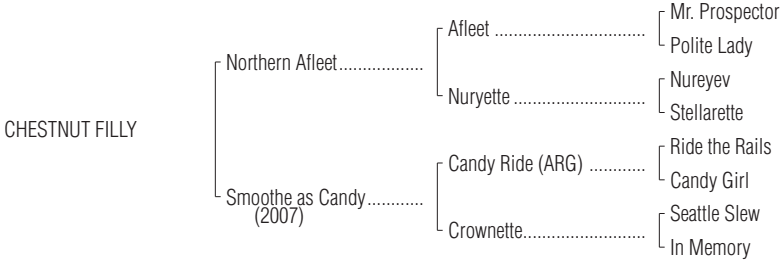 Mr. Prospector
Afleet ................................
Polite Lady
Northern Afleet..................
Nureyev
Nuryette ............................
Stellarette
CHESTNUT FILLY
Ride the Rails
Candy Ride (ARG) ............
Candy Girl
Smoothe as Candy............
(2007)
Seattle Slew
Crownette..........................
In Memory